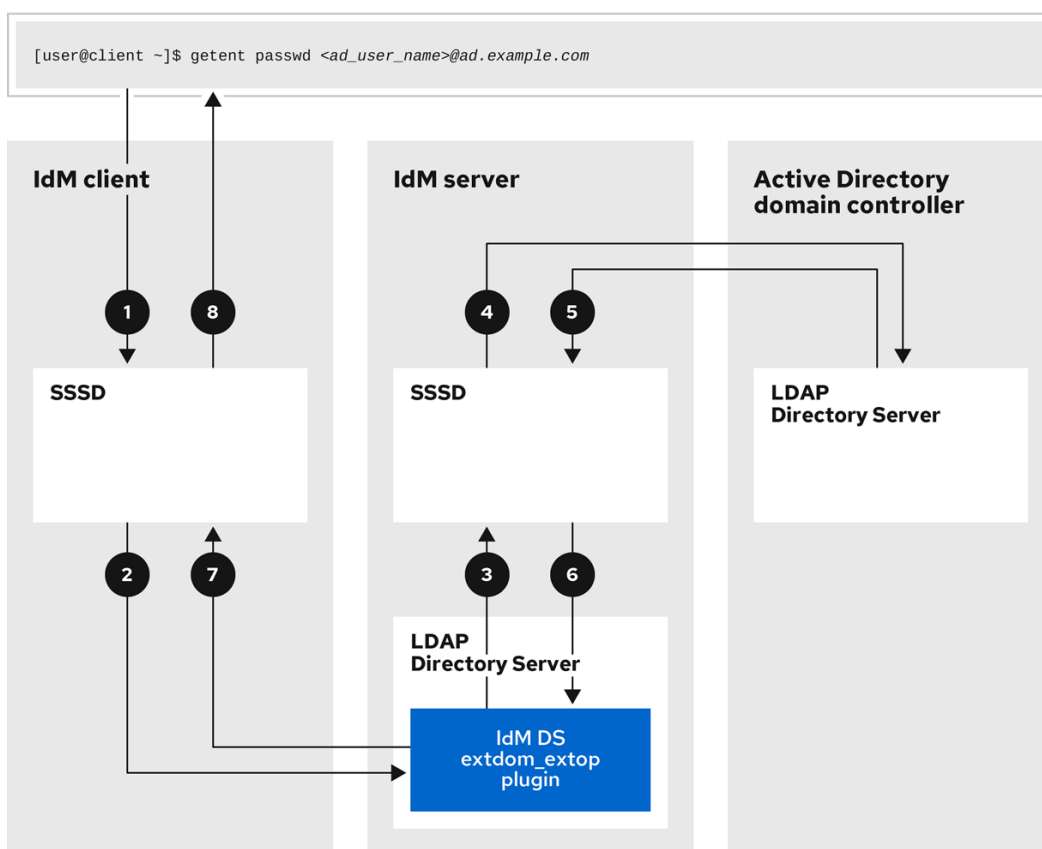 [user@client ~]$ getent passwd <ad_user_name>@ad.example.com
IdM client
IdM server
Active Directory
domain controller
1
8
4
5
SSSD
SSSD
LDAP
Directory Server
2
7
3
6
LDAP
Directory Server
IdM DS
extdom_extop
plugin